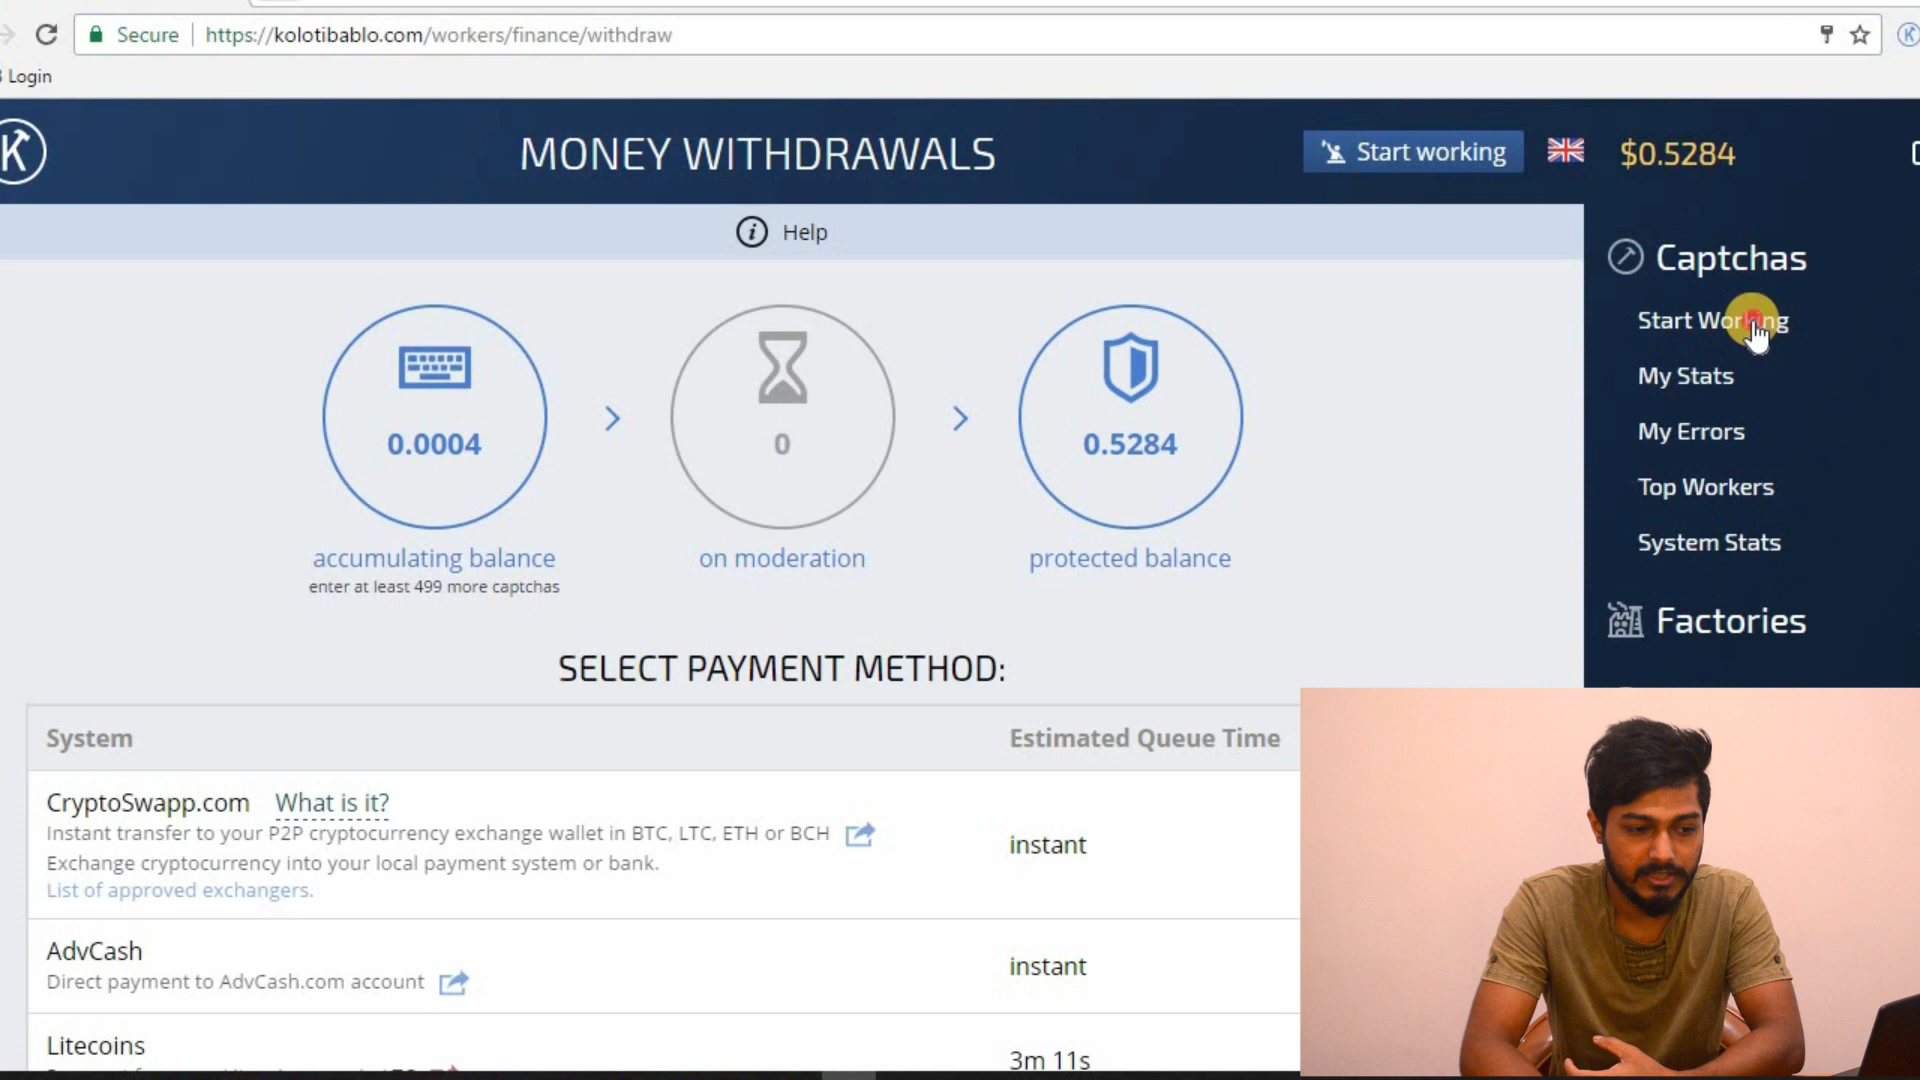 Secure https://kolotibablo.com/workers/finance/withdraw
Login
K
MONEY WITHDRAWALS
Start working
$0.5284
Help
Captchas
Start Working
My Stats
My Errors
Top Workers
System Stats
Factories
0.0004
0
0.5284
accumulating balance
on moderation
protected balance
enter at least 499 more captchas
SELECT PAYMENT METHOD:
System
Estimated Queue Time
CryptoSwapp.com What is it?
Instant transfer to your P2P cryptocurrency exchange wallet in BTC, LTC, ETH or BCH
Exchange cryptocurrency into your local payment system or bank.
List of approved exchangers.
instant
AdvCash
Direct payment to AdvCash.com account
instant
Litecoins
3m 11s